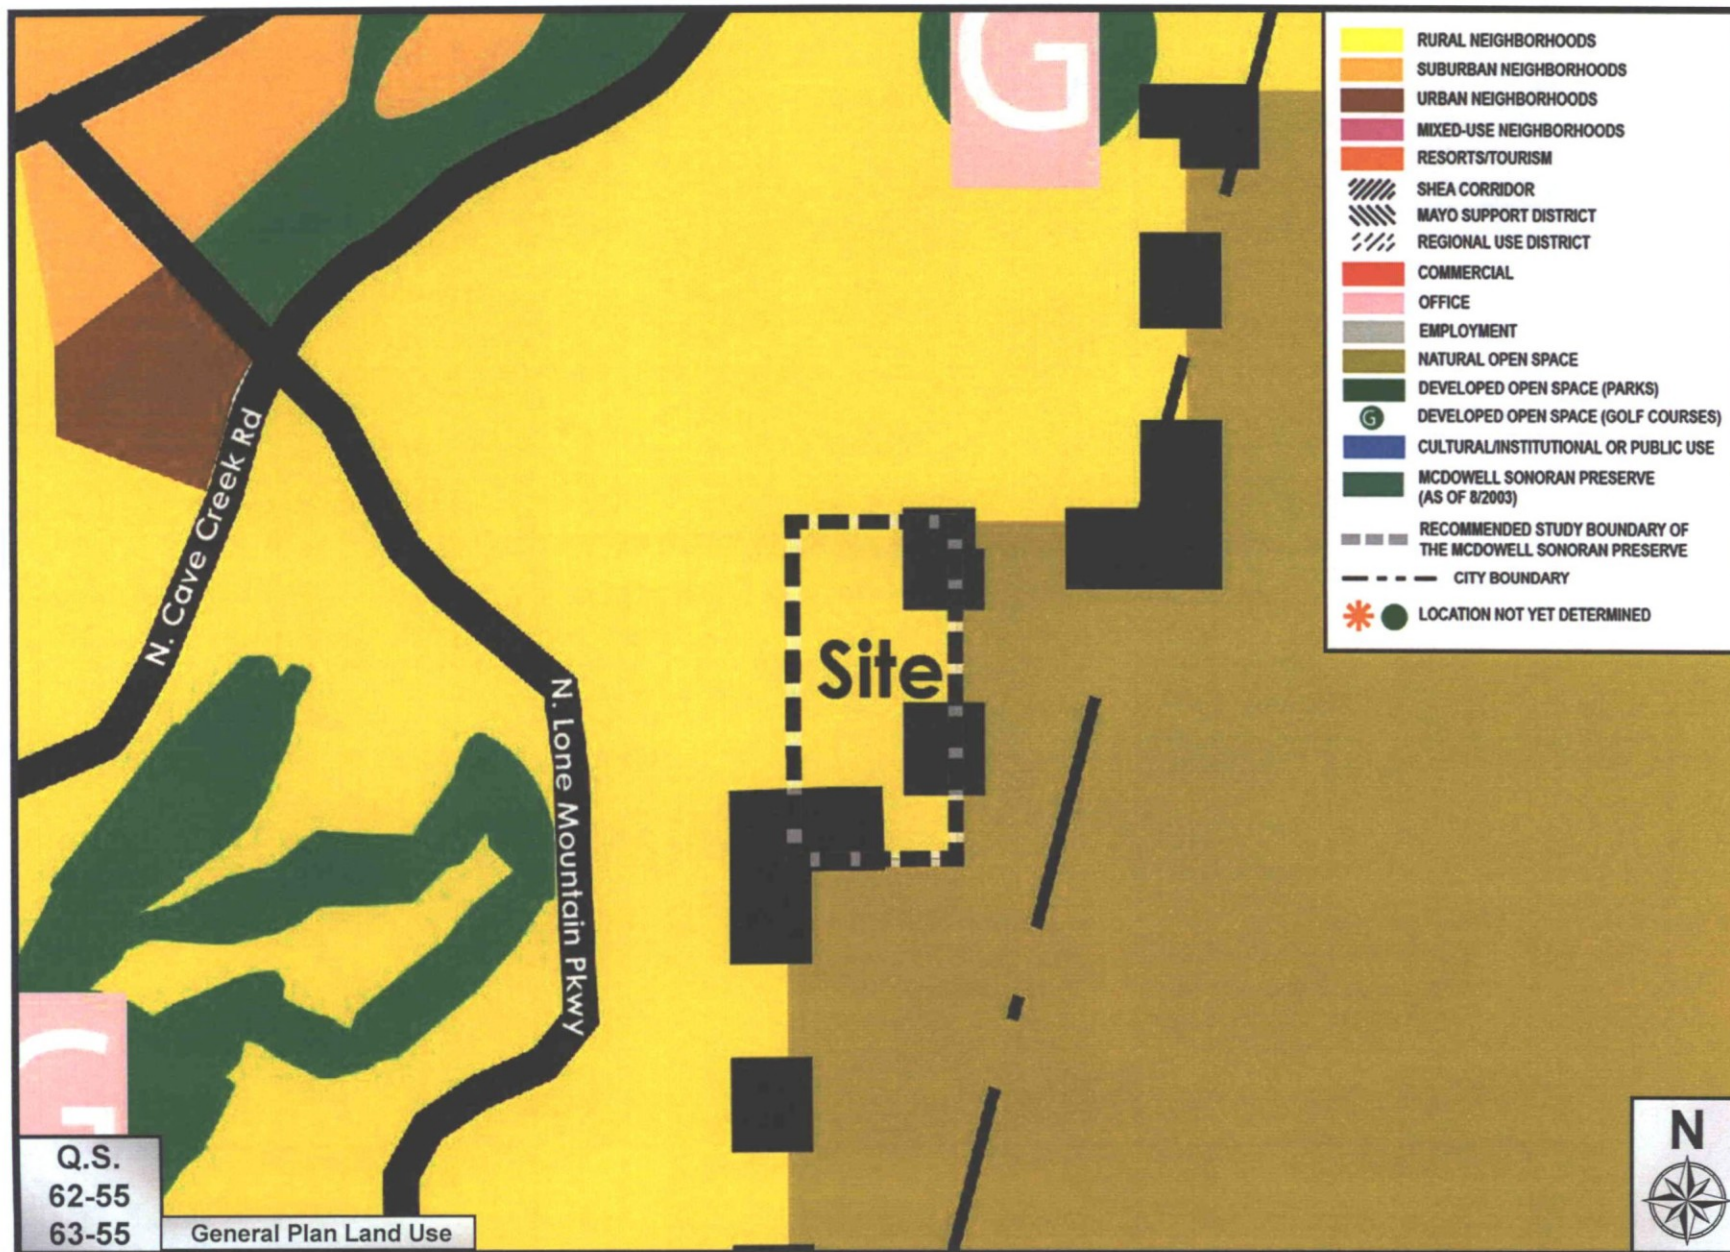 G
RURAL NEIGHBORHOODS
SUBURBAN NEIGHBORHOODS
URBAN NEIGHBORHOODS
MIXED-USE NEIGHBORHOODS
RESORTS/TOURISM
SHEA CORRIDOR
MAYO SUPPORT DISTRICT
REGIONAL USE DISTRICT
COMMERCIAL
OFFICE
EMPLOYMENT
NATURAL OPEN SPACE
DEVELOPED OPEN SPACE (PARKS)
G
DEVELOPED OPEN SPACE (GOLF COURSES)
CULTURAL/INSTITUTIONAL OR PUBLIC USE
MCDOWELL SONORAN PRESERVE
(AS OF 8/2003)
RECOMMENDED STUDY BOUNDARY OF
THE MCDOWELL SONORAN PRESERVE
CITY BOUNDARY
LOCATION NOT YET DETERMINED
N. Cave Creek Rd
Site
N. Lone Mountain Pkwy
G
Q.S.
62-55
63-55
General Plan Land Use
N